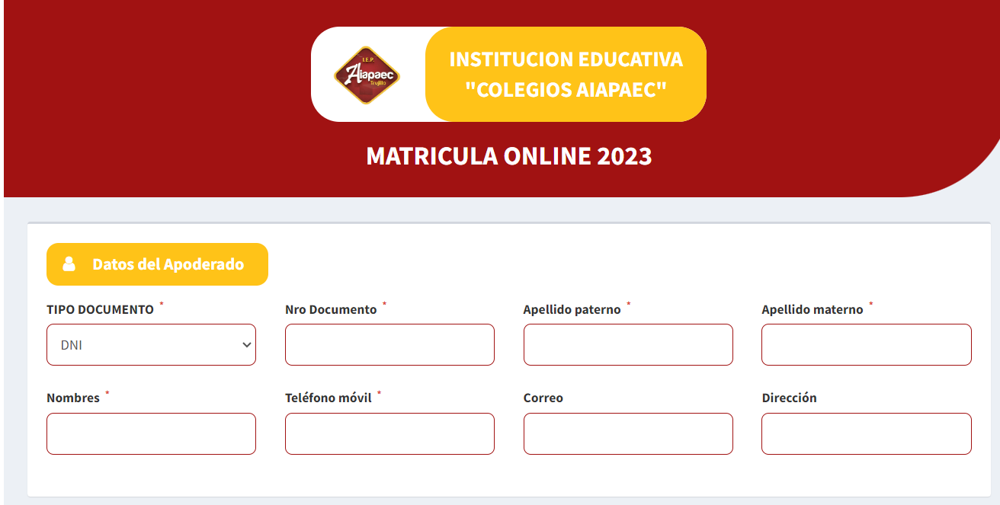 I.E.P.
Aiapaec
Trujillo
INSTITUCION EDUCATIVA
"COLEGIOS AIAPAEC"
MATRICULA ONLINE 2023
Datos del Apoderado
TIPO DOCUMENTO * Nro Documento * Apellido paterno * Apellido materno *
DNI
Nombres * Teléfono móvil * Correo Dirección